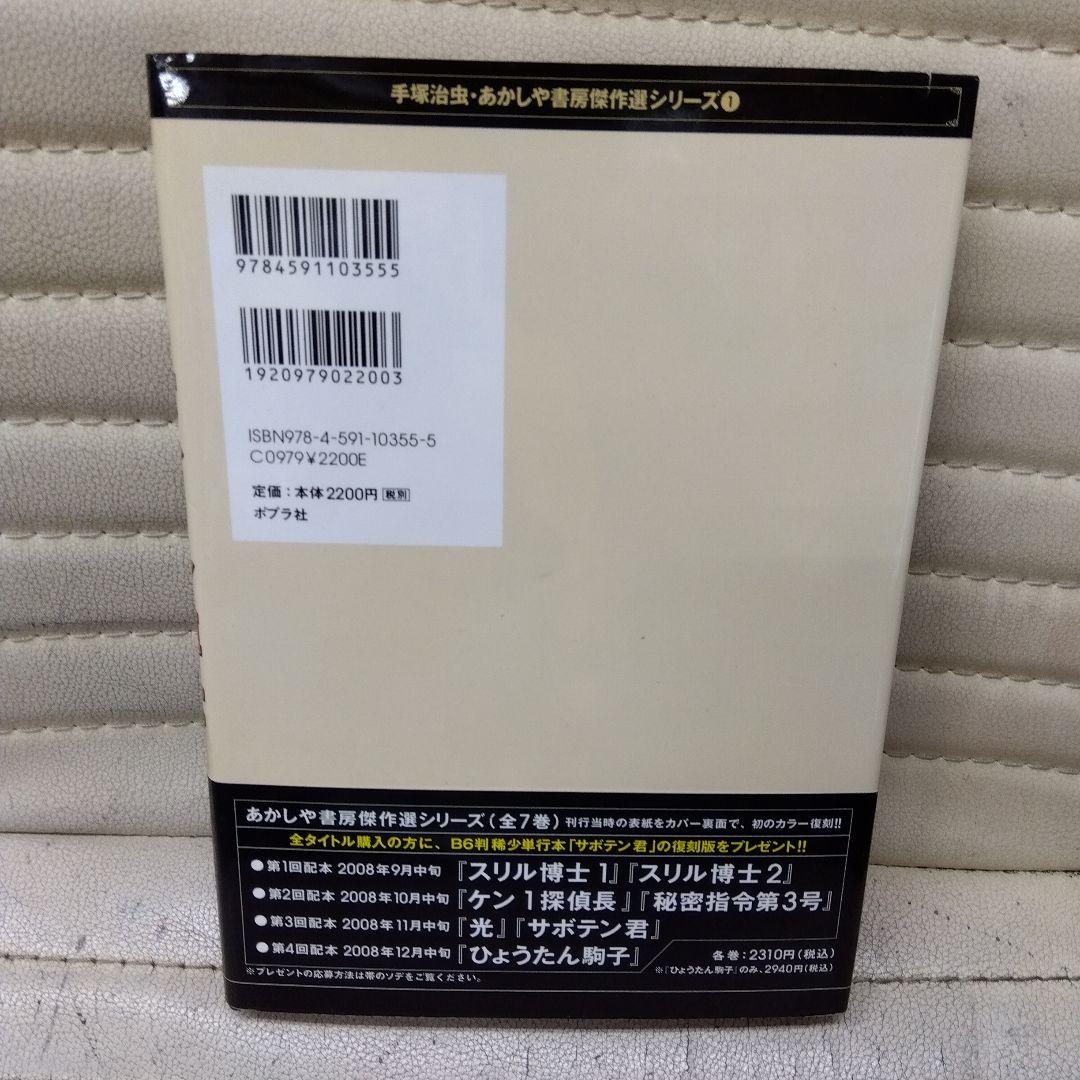 手塚治虫・あかしや書房傑作選シリーズ❶
9784591103555
1920979022003
ISBN978-4-591-10355-5
C0979¥2200E
定価：本体2200円 税別
ポプラ社
あかしや書房傑作選シリーズ(全7巻) 刊行当時の表紙をカバー裏面で、初のカラー復刻!!
全タイトル購入の方に、B6判稀少単行本『サボテン君』の復刻版をプレゼント!!
●第1回配本 2008年9月中旬『スリル博士1』『スリル博士2』
●第2回配本 2008年10月中旬『ケン1探偵長』『秘密指令第3号』
●第3回配本 2008年11月中旬『光』『サボテン君』
●第4回配本 2008年12月中旬『ひょうたん駒子』 各巻：2310円(税込)
※プレゼントの応募方法は帯のソデをご覧ください。 ※『ひょうたん駒子』のみ、2940円(税込)